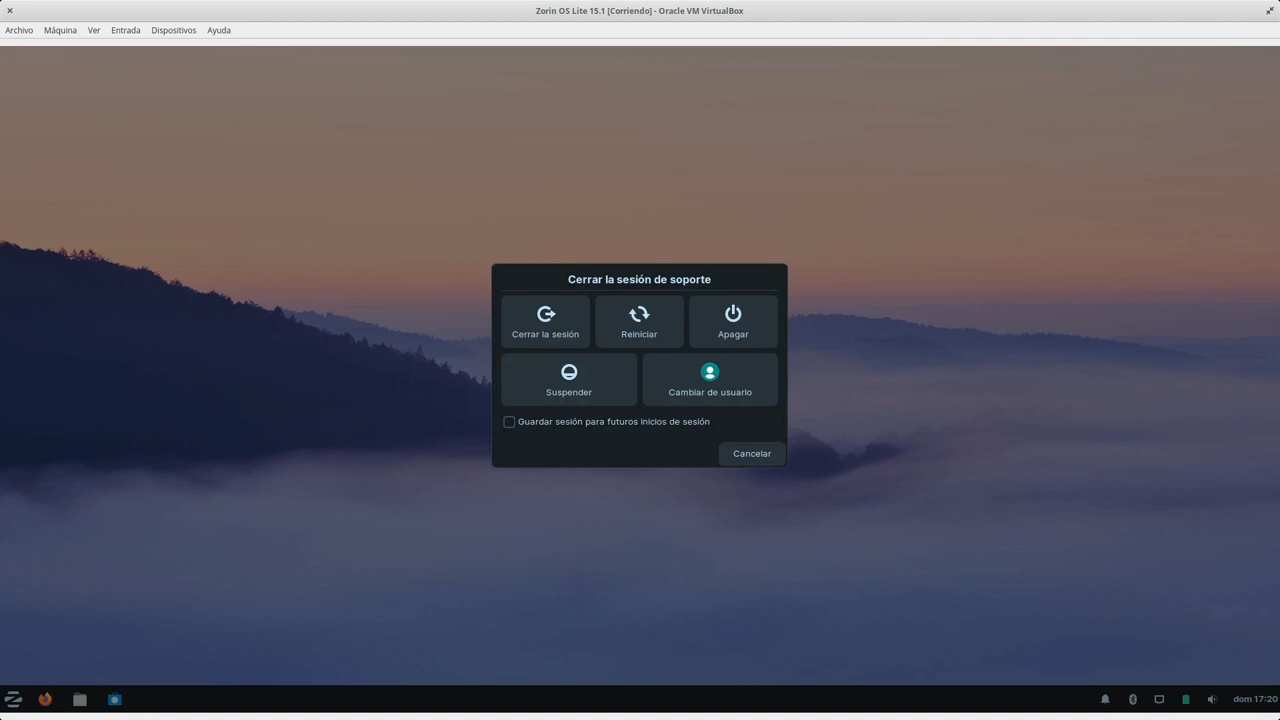 Zorin OS Lite 15.1 [Corriendo] - Oracle VM VirtualBox
Archivo Máquina Ver Entrada Dispositivos Ayuda
Cerrar la sesión de soporte
Cerrar la sesión Reiniciar Apagar
Suspender Cambiar de usuario
Guardar sesión para futuros inicios de sesión
Cancelar
dom 17:20